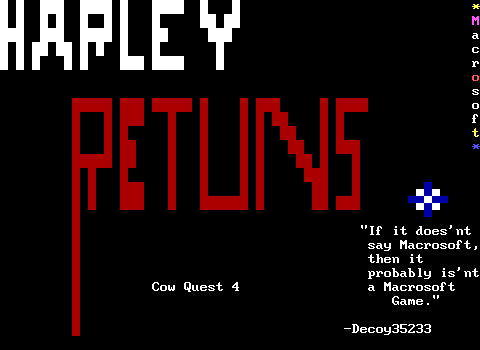 HARLEY
RETUNS
*Macrosoft*
"If it does'nt
say Macrosoft,
then it
probably is'nt
a Macrosoft
Game."
Cow Quest 4
-Decoy35233